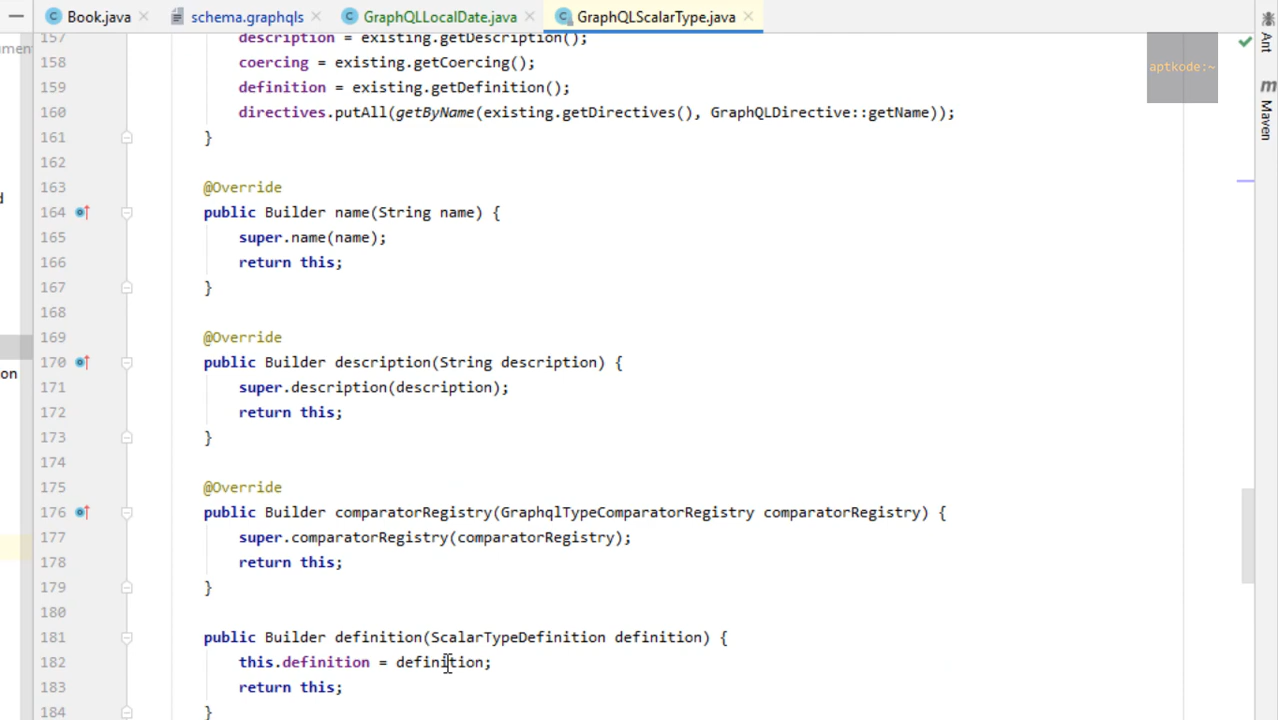 Book.java
schema.graphqls
GraphQLLocalDate.java
GraphQLScalarType.java
157 description = existing.getDescription();
158 coercing = existing.getCoercing();
159 definition = existing.getDefinition();
160 directives.putAll(getByName(existing.getDirectives(), GraphQLDirective::getName));
161 }
162
163 @Override
164 public Builder name(String name) {
165 super.name(name);
166 return this;
167 }
168
169 @Override
170 public Builder description(String description) {
171 super.description(description);
172 return this;
173 }
174
175 @Override
176 public Builder comparatorRegistry(GraphqlTypeComparatorRegistry comparatorRegistry) {
177 super.comparatorRegistry(comparatorRegistry);
178 return this;
179 }
180
181 public Builder definition(ScalarTypeDefinition definition) {
182 this.definition = definition;
183 return this;
184 }
aptkode:~
Ant
m
Maven
on